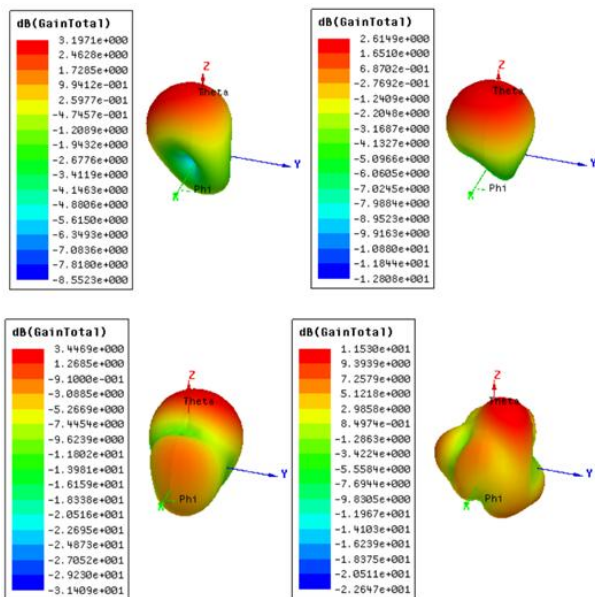 dB(GainTotal)
3.1971e+000
2.4628e+000
1.7285e+000
9.9412e-001
2.5977e-001
-4.7457e-001
-1.2089e+000
-1.9432e+000
-2.6776e+000
-3.4119e+000
-4.1463e+000
-4.8806e+000
-5.6150e+000
-6.3493e+000
-7.0836e+000
-7.8180e+000
-8.5523e+000
Z
Theta
Y
Phi
X
dB(GainTotal)
2.6149e+000
1.6510e+000
6.8702e-001
-2.7692e-001
-1.2409e+000
-2.2048e+000
-3.1687e+000
-4.1327e+000
-5.0966e+000
-6.0605e+000
-7.0245e+000
-7.9884e+000
-8.9523e+000
-9.9163e+000
-1.0880e+001
-1.1844e+001
-1.2808e+001
Z
Theta
Y
Phi
X
dB(GainTotal)
3.4469e+000
1.2685e+000
-9.1000e-001
-3.0885e+000
-5.2669e+000
-7.4454e+000
-9.6239e+000
-1.1802e+001
-1.3981e+001
-1.6159e+001
-1.8338e+001
-2.0516e+001
-2.2695e+001
-2.4873e+001
-2.7052e+001
-2.9230e+001
-3.1409e+001
Z
Theta
Y
Phi
X
dB(GainTotal)
1.1530e+001
9.3939e+000
7.2579e+000
5.1218e+000
2.9858e+000
8.4974e-001
-1.2863e+000
-3.4224e+000
-5.5584e+000
-7.6944e+000
-9.8305e+000
-1.1967e+001
-1.4103e+001
-1.6239e+001
-1.8375e+001
-2.0511e+001
-2.2647e+001
Z
Theta
Y
Phi
X